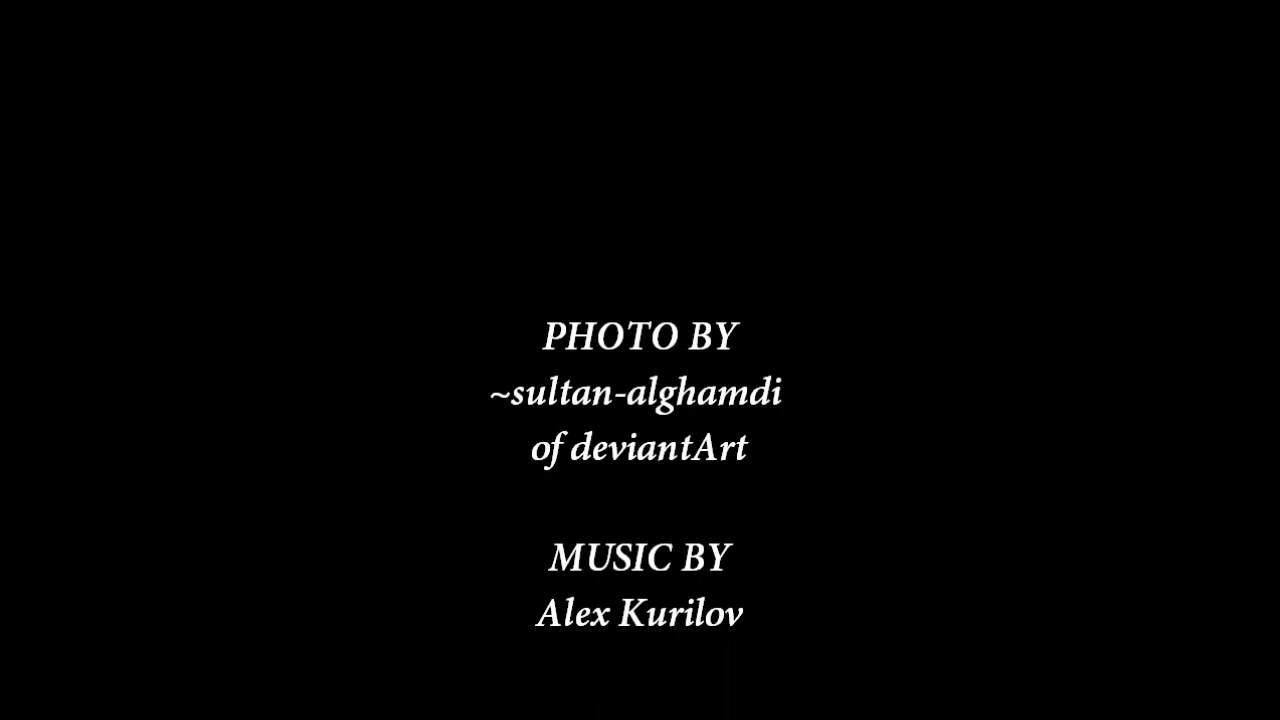 PHOTO BY
~sultan-alghamdi
of deviantArt
MUSIC BY
Alex Kurilov